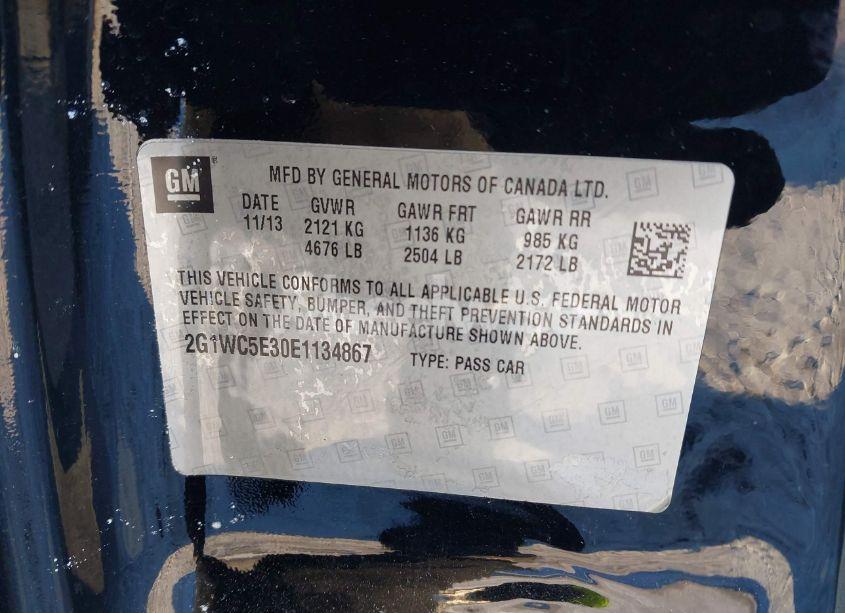 GM
MFD BY GENERAL MOTORS OF CANADA LTD.
DATE GVWR GAWR FRT GAWR RR
11/13 2121 KG 1136 KG 985 KG
4676 LB 2504 LB 2172 LB
THIS VEHICLE CONFORMS TO ALL APPLICABLE U.S. FEDERAL MOTOR
VEHICLE SAFETY, BUMPER, AND THEFT PREVENTION STANDARDS IN
EFFECT ON THE DATE OF MANUFACTURE SHOWN ABOVE.
2G1WC5E30E1134867 TYPE: PASS CAR